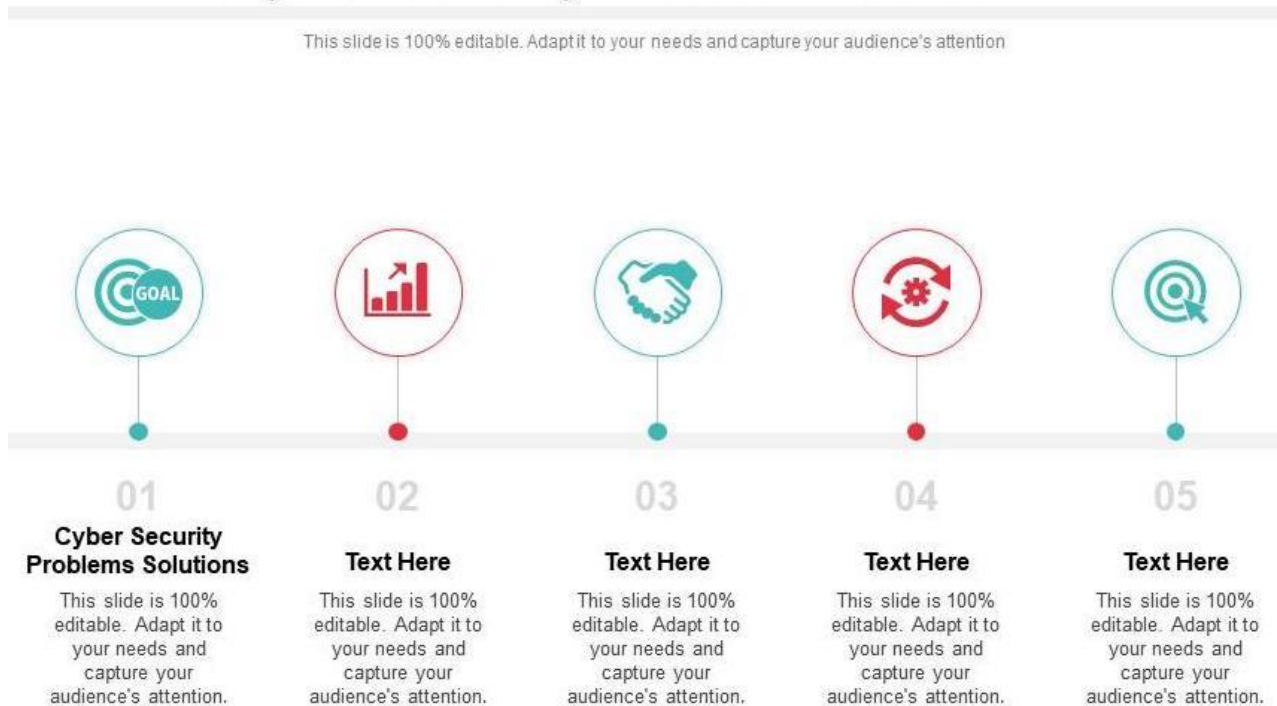 This slide is 100% editable. Adapt it to your needs and capture your audience's attention
GOAL
01
Cyber Security
Problems Solutions
This slide is 100%
editable. Adapt it to
your needs and
capture your
audience's attention.
02
Text Here
This slide is 100%
editable. Adapt it to
your needs and
capture your
audience's attention.
03
Text Here
This slide is 100%
editable. Adapt it to
your needs and
capture your
audience's attention.
04
Text Here
This slide is 100%
editable. Adapt it to
your needs and
capture your
audience's attention.
05
Text Here
This slide is 100%
editable. Adapt it to
your needs and
capture your
audience's attention.